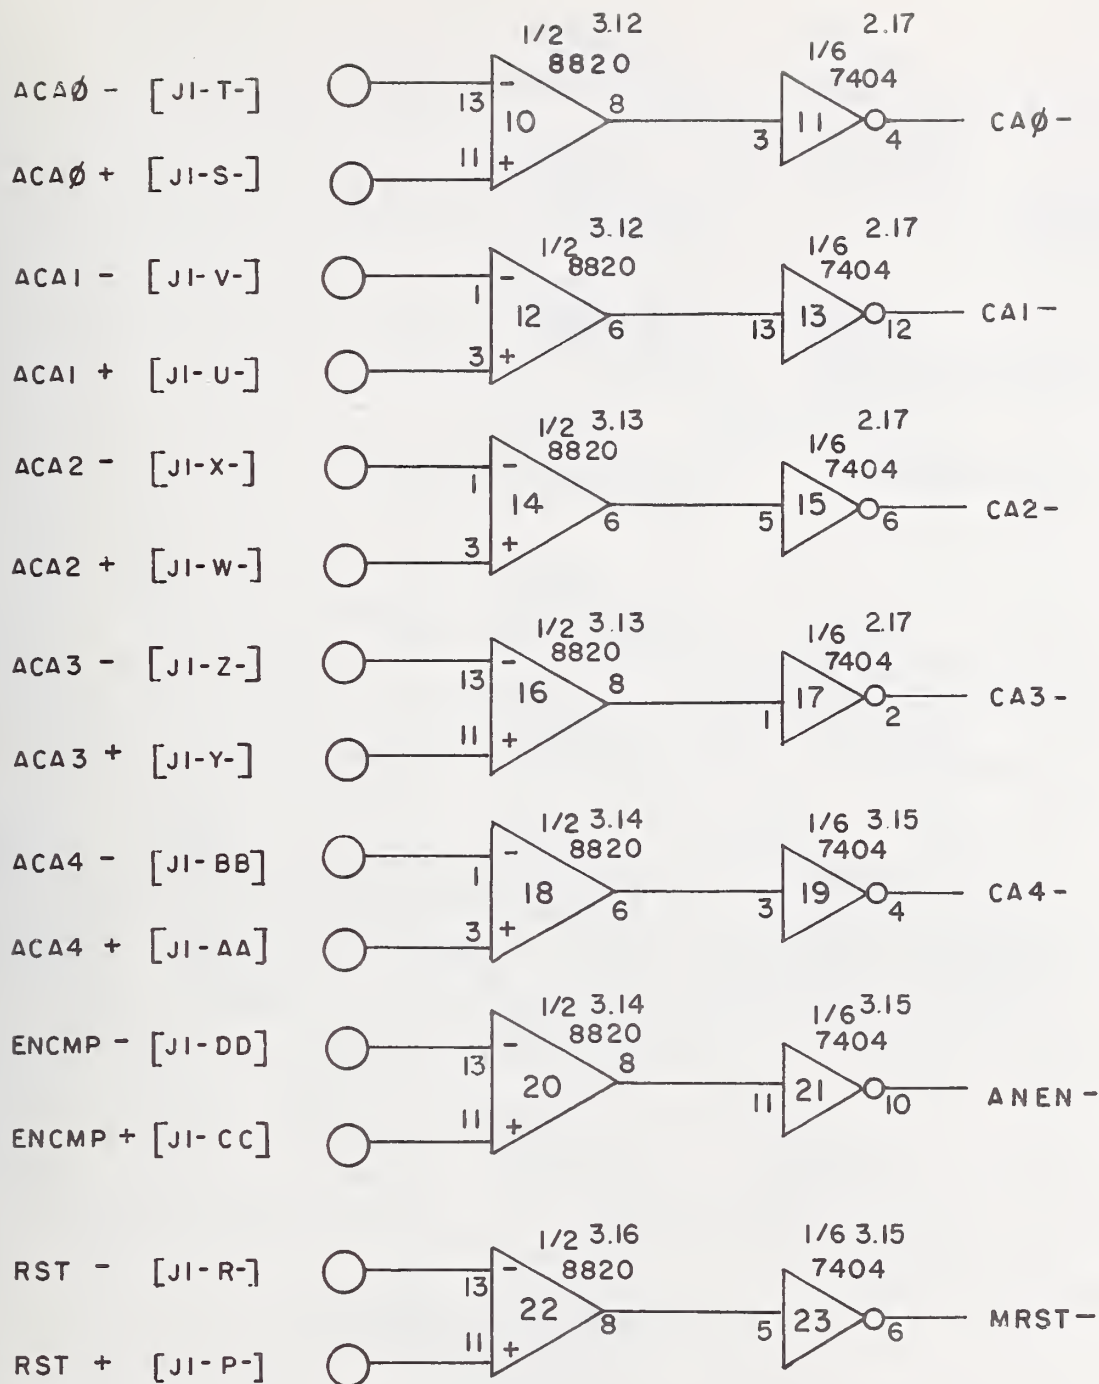 1/2 3.12 1/6 2.17
8820 7404
ACAØ - [J1-T-] 13 - 10 8 3 11 4 CAØ-
ACAØ + [J1-S-] 11 +
1/2 3.12 1/6 2.17
8820 7404
ACA1 - [J1-V-] 1 - 12 6 13 13 12 CA1-
ACA1 + [J1-U-] 3 +
1/2 3.13 1/6 2.17
8820 7404
ACA2 - [J1-X-] 1 - 14 6 5 15 6 CA2-
ACA2 + [J1-W-] 3 +
1/2 3.13 1/6 2.17
8820 7404
ACA3 - [J1-Z-] 13 - 16 8 1 17 2 CA3-
ACA3 + [J1-Y-] 11 +
1/2 3.14 1/6 3.15
8820 7404
ACA4 - [J1-BB] 1 - 18 6 3 19 4 CA4-
ACA4 + [J1-AA] 3 +
1/2 3.14 1/6 3.15
8820 7404
ENCMP - [J1-DD] 13 - 20 8 11 21 10 ANEN-
ENCMP + [J1-CC] 11 +
1/2 3.16 1/6 3.15
8820 7404
RST - [J1-R-] 13 - 22 8 5 23 6 MRST-
RST + [J1-P-] 11 +